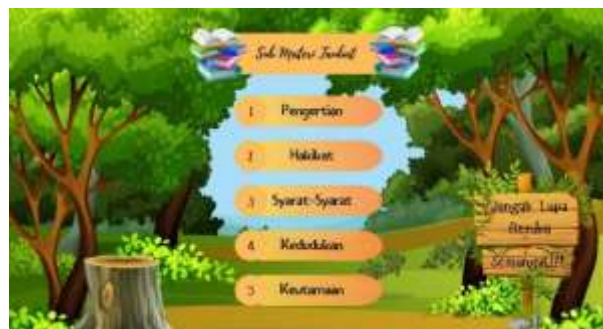 Sub Materi Tauhid
1 Pengertian
2 Hakikat
3 Syarat-Syarat
4 Kedudukan
5 Keutamaan
Jangan Lupa
Berdoa
Semangat!!!